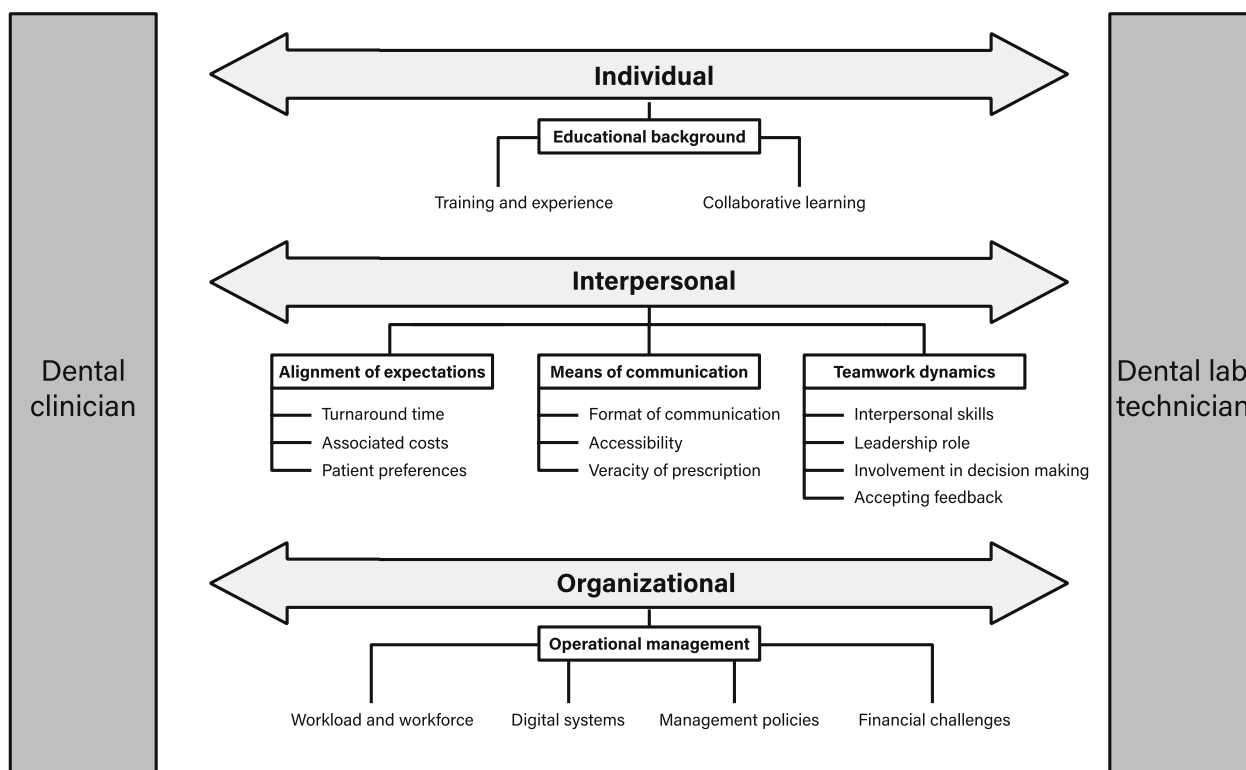 Individual
Educational background
Training and experience
Collaborative learning
Interpersonal
Dental
clinician
Dental lab
technician
Alignment of expectations
Turnaround time
Associated costs
Patient preferences
Means of communication
Format of communication
Accessibility
Veracity of prescription
Teamwork dynamics
Interpersonal skills
Leadership role
Involvement in decision making
Accepting feedback
Organizational
Operational management
Workload and workforce
Digital systems
Management policies
Financial challenges